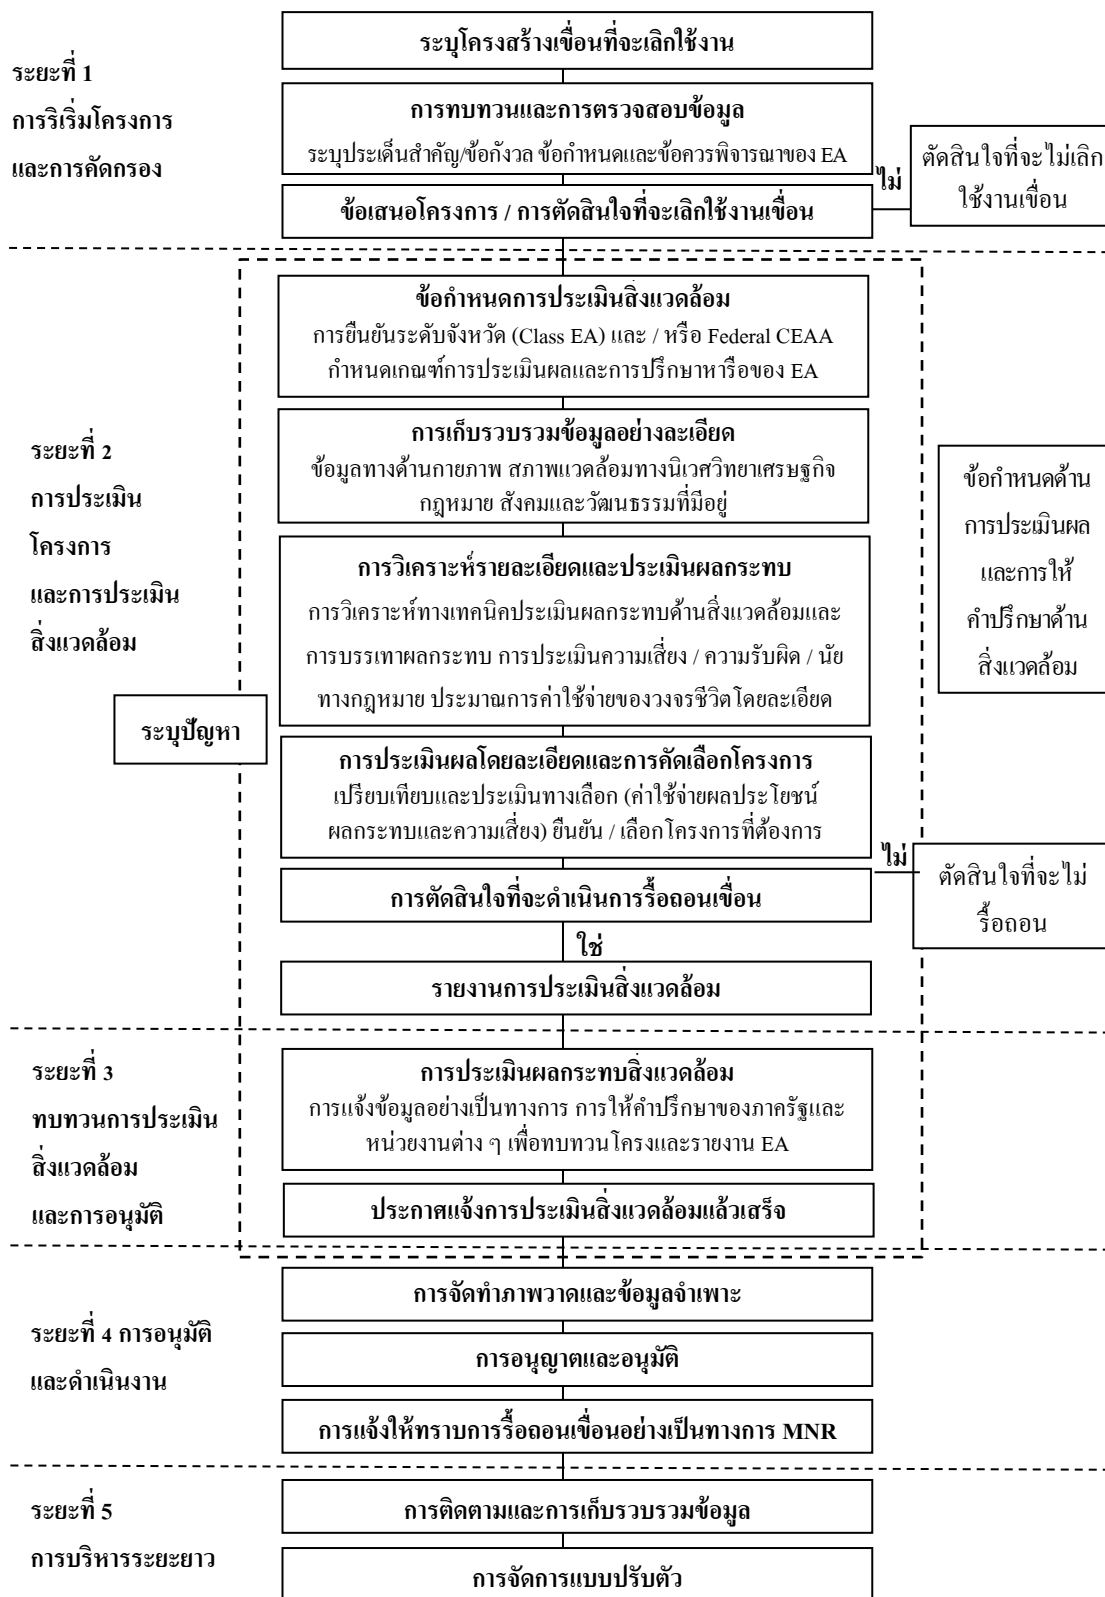 ระบุโครงสร้างเขื่อนที่จะเลิกใช้งาน
ระยะที่ 1
การริเริ่มโครงการ
และการคัดกรอง
การทบทวนและการตรวจสอบข้อมูล
ระบุประเด็นสำคัญ/ข้อกังวล ข้อกำหนดและข้อควรพิจารณาของ EA
ข้อเสนอโครงการ / การตัดสินใจที่จะเลิกใช้งานเขื่อน
ไม่
ตัดสินใจที่จะไม่เลิก
ใช้งานเขื่อน
ข้อกำหนดการประเมินสิ่งแวดล้อม
การยืนยันระดับจังหวัด (Class EA) และ / หรือ Federal CEAA
กำหนดเกณฑ์การประเมินผลและการปรึกษาหารือของ EA
ระยะที่ 2
การประเมิน
โครงการ
และการประเมิน
สิ่งแวดล้อม
การเก็บรวบรวมข้อมูลอย่างละเอียด
ข้อมูลทางด้านกายภาพ สภาพแวดล้อมทางนิเวศวิทยาเศรษฐกิจ
กฎหมาย สังคมและวัฒนธรรมที่มีอยู่
ข้อกำหนดด้าน
การประเมินผล
และการให้
คำปรึกษาด้าน
สิ่งแวดล้อม
การวิเคราะห์รายละเอียดและประเมินผลกระทบ
การวิเคราะห์ทางเทคนิคประเมินผลกระทบด้านสิ่งแวดล้อมและ
การบรรเทาผลกระทบ การประเมินความเสี่ยง / ความรับผิด / นัย
ทางกฎหมาย ประมาณการค่าใช้จ่ายของวงจรชีวิตโดยละเอียด
ระบุปัญหา
การประเมินผลโดยละเอียดและการคัดเลือกโครงการ
เปรียบเทียบและประเมินทางเลือก (ค่าใช้จ่ายผลประโยชน์
ผลกระทบและความเสี่ยง) ยืนยัน / เลือกโครงการที่ต้องการ
การตัดสินใจที่จะดำเนินการรื้อถอนเขื่อน
ไม่
ตัดสินใจที่จะไม่
รื้อถอน
ใช่
รายงานการประเมินสิ่งแวดล้อม
ระยะที่ 3
ทบทวนการประเมิน
สิ่งแวดล้อม
และการอนุมัติ
การประเมินผลกระทบสิ่งแวดล้อม
การแจ้งข้อมูลอย่างเป็นทางการ การให้คำปรึกษาของภาครัฐและ
หน่วยงานต่าง ๆ เพื่อทบทวนโครงและรายงาน EA
ประกาศแจ้งการประเมินสิ่งแวดล้อมแล้วเสร็จ
ระยะที่ 4 การอนุมัติ
และดำเนินงาน
การจัดทำภาพวาดและข้อมูลจำเพาะ
การอนุญาตและอนุมัติ
การแจ้งให้ทราบการรื้อถอนเขื่อนอย่างเป็นทางการ MNR
ระยะที่ 5
การบริหารระยะยาว
การติดตามและการเก็บรวบรวมข้อมูล
การจัดการแบบปรับตัว